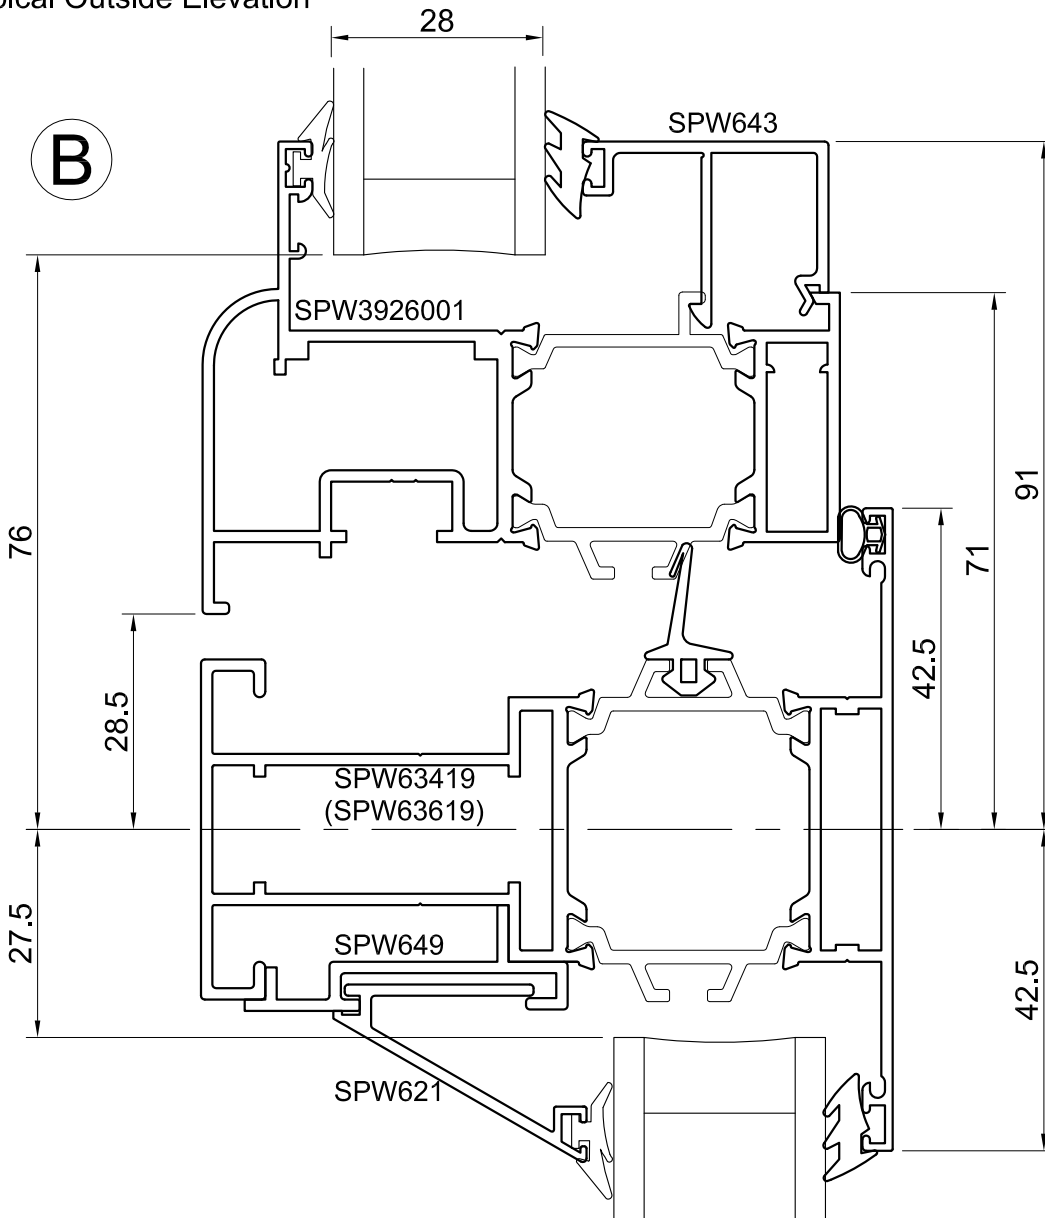 pical Outside Elevation
28
B
SPW643
SPW3926001
76
91
71
42.5
28.5
SPW63419
(SPW63619)
27.5
SPW649
42.5
SPW621